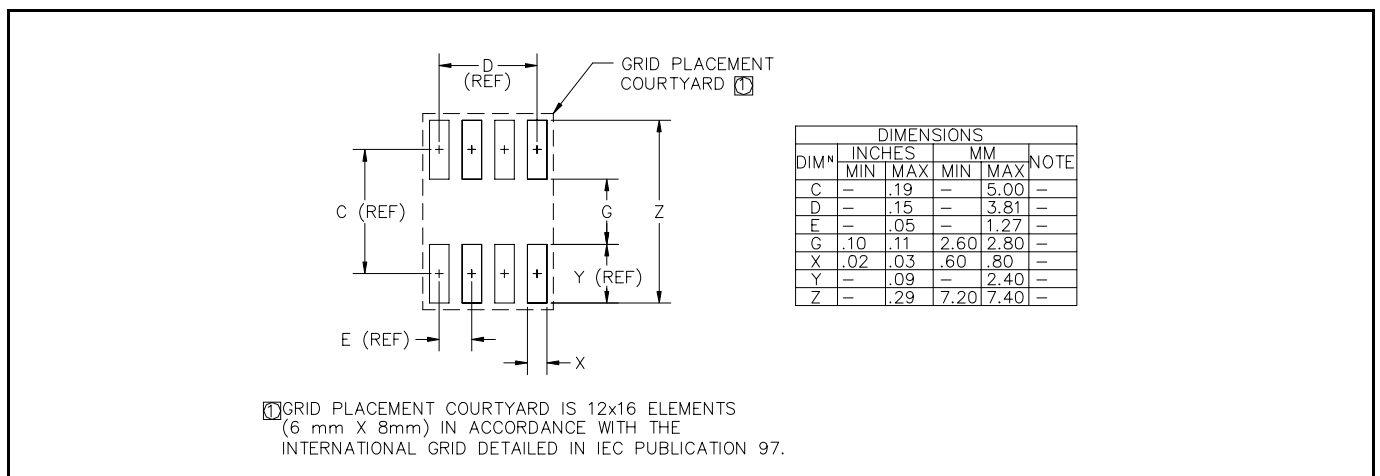 D
(REF)
GRID PLACEMENT
COURTYARD 1
C (REF)
G
Z
Y (REF)
E (REF)
X
DIMENSIONS
DIMN INCHES MM NOTE
MIN MAX MIN MAX
C – .19 – 5.00 –
D – .15 – 3.81 –
E – .05 – 1.27 –
G .10 .11 2.60 2.80 –
X .02 .03 .60 .80 –
Y – .09 – 2.40 –
Z – .29 7.20 7.40 –
1 GRID PLACEMENT COURTYARD IS 12x16 ELEMENTS
(6 mm X 8mm) IN ACCORDANCE WITH THE
INTERNATIONAL GRID DETAILED IN IEC PUBLICATION 97.